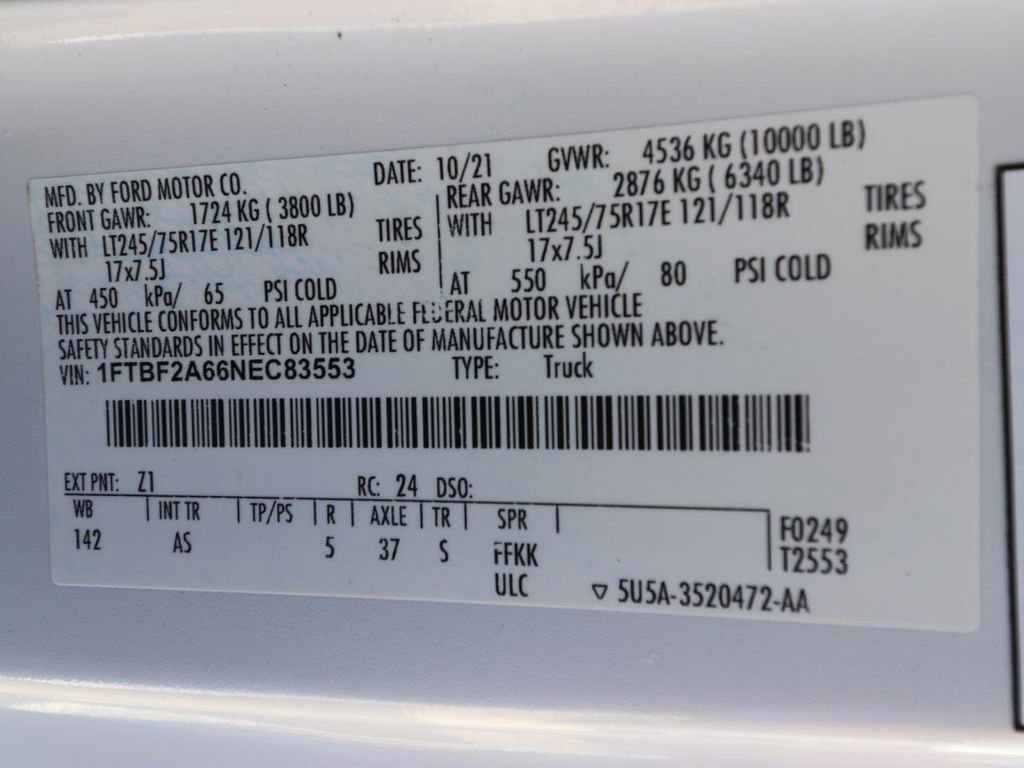 MFD. BY FORD MOTOR CO. DATE: 10/21 GVWR: 4536 KG (10000 LB)
FRONT GAWR: 1724 KG ( 3800 LB) REAR GAWR: 2876 KG ( 6340 LB)
WITH LT245/75R17E 121/118R TIRES WITH LT245/75R17E 121/118R TIRES
17x7.5J RIMS 17x7.5J RIMS
AT 450 kPa/ 65 PSI COLD AT 550 kPa/ 80 PSI COLD
THIS VEHICLE CONFORMS TO ALL APPLICABLE FEDERAL MOTOR VEHICLE
SAFETY STANDARDS IN EFFECT ON THE DATE OF MANUFACTURE SHOWN ABOVE.
VIN: 1FTBF2A66NEC83553 TYPE: Truck
EXT PNT: Z1 RC: 24 DSO:
WB INT TR TP/PS R AXLE TR SPR F0249
142 AS 5 37 S FFKK T2553
ULC ▽ 5U5A-3520472-AA